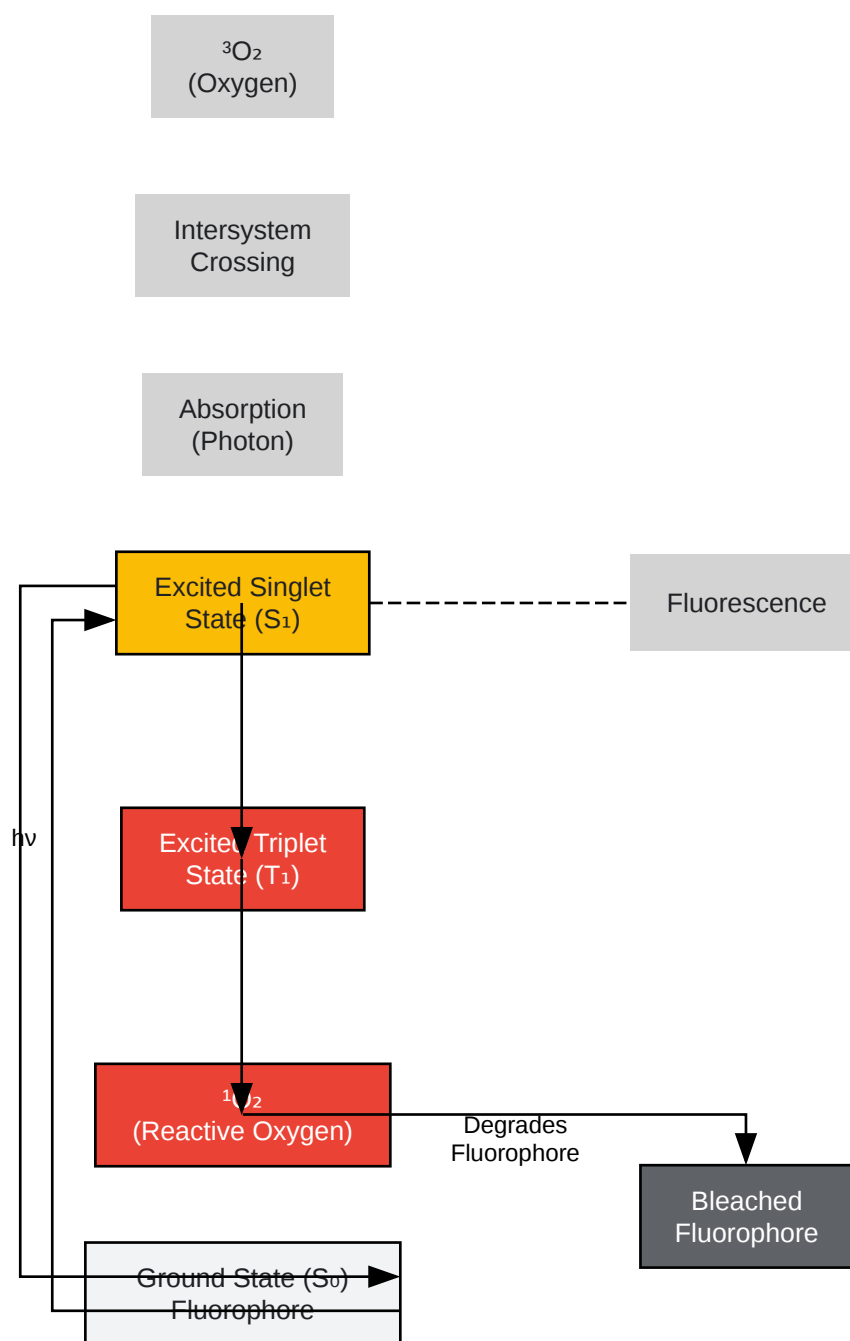 ³O₂
(Oxygen)
Intersystem
Crossing
Absorption
(Photon)
Excited Singlet
State (S₁)
Fluorescence
hν
Excited Triplet
State (T₁)
¹O₂
(Reactive Oxygen)
Degrades
Fluorophore
Bleached
Fluorophore
Ground State (S₀)
Fluorophore